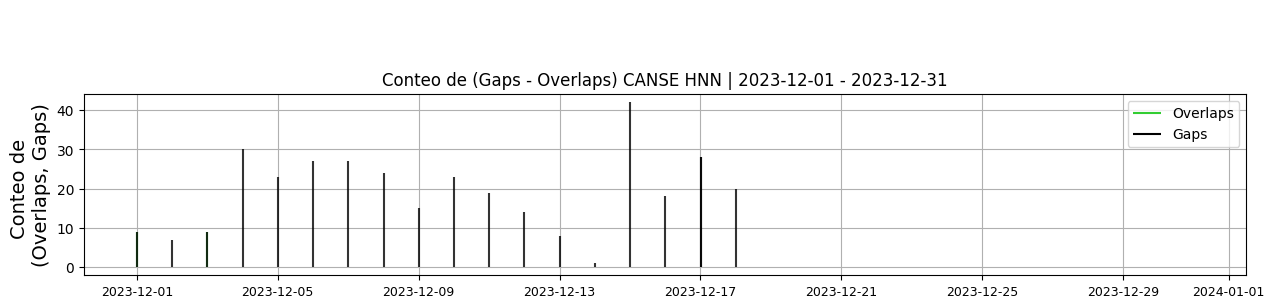 Conteo de (Gaps - Overlaps) CANSE HNN | 2023-12-01 - 2023-12-31
Conteo de
(Overlaps, Gaps)
40
30
20
10
0
Overlaps
Gaps
2023-12-01 2023-12-05 2023-12-09 2023-12-13 2023-12-17 2023-12-21 2023-12-25 2023-12-29 2024-01-01